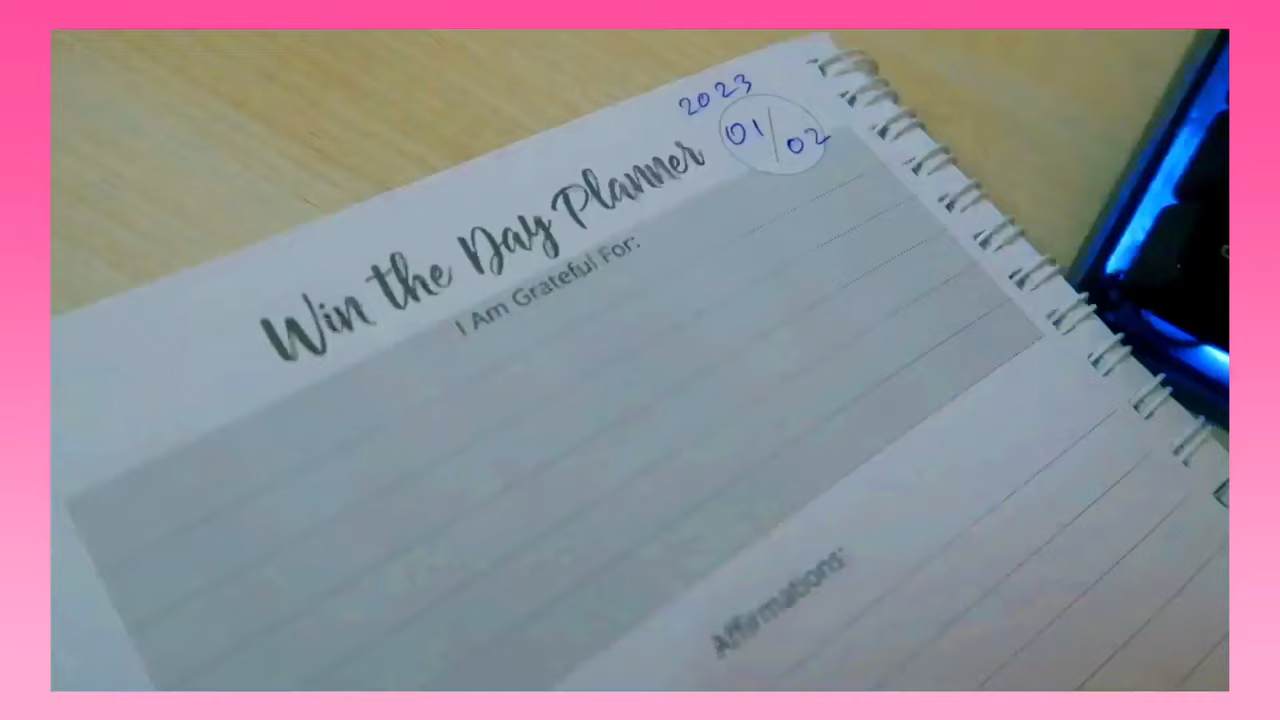 2023
01/02
Win the Day Planner
I Am Grateful For:
Affirmations: